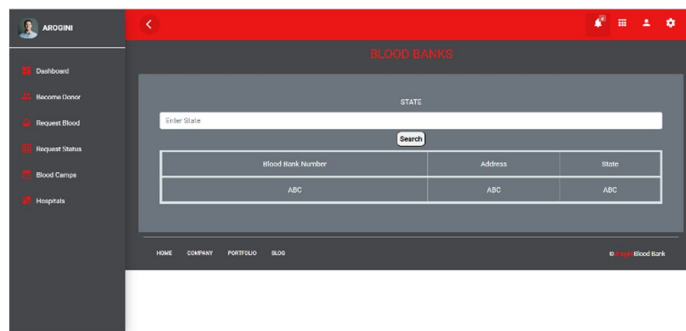 AROGINI
BLOOD BANKS
Dashboard
Become Donor
Request Blood
Request Status
Blood Camps
Hospitals
STATE
Enter State
Search
Blood Bank Number Address State
ABC ABC ABC
HOME COMPANY PORTFOLIO BLOG
© Arogini Blood Bank